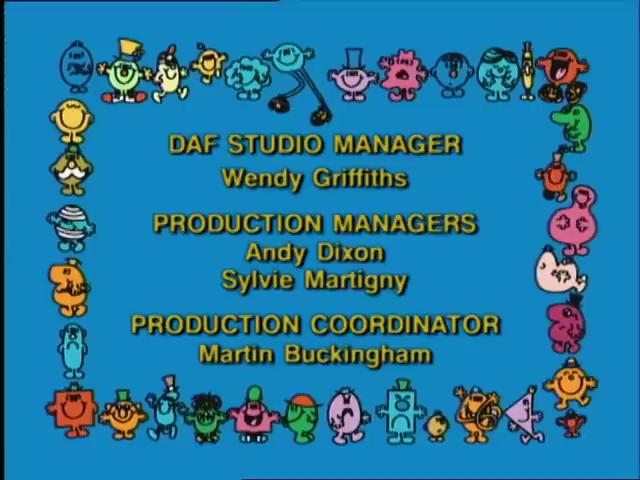 DAF STUDIO MANAGER
Wendy Griffiths
PRODUCTION MANAGERS
Andy Dixon
Sylvie Martigny
PRODUCTION COORDINATOR
Martin Buckingham